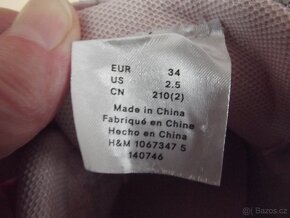 EUR 34
US 2.5
CN 210(2)
Made in China
Fabriqué en Chine
Hecho en China
H&M 1067347 5
140746
bazos.cz